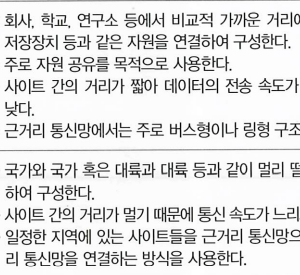 회사, 학교, 연구소 등에서 비교적 가까운 거리에
저장장치 등과 같은 자원을 연결하여 구성한다.
주로 자원 공유를 목적으로 사용한다.
사이트 간의 거리가 짧아 데이터의 전송 속도가
낮다.
근거리 통신망에서는 주로 버스형이나 링형 구조
국가와 국가 혹은 대륙과 대륙 등과 같이 멀리 떨
하여 구성한다.
사이트 간의 거리가 멀기 때문에 통신 속도가 느리
일정한 지역에 있는 사이트들을 근거리 통신망으
리 통신망을 연결하는 방식을 사용한다.